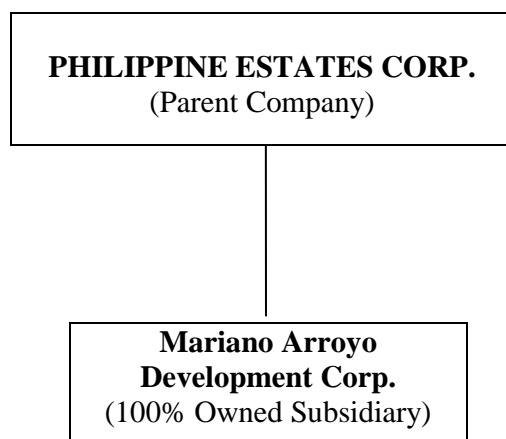 PHILIPPINE ESTATES CORP.
(Parent Company)
Mariano Arroyo
Development Corp.
(100% Owned Subsidiary)